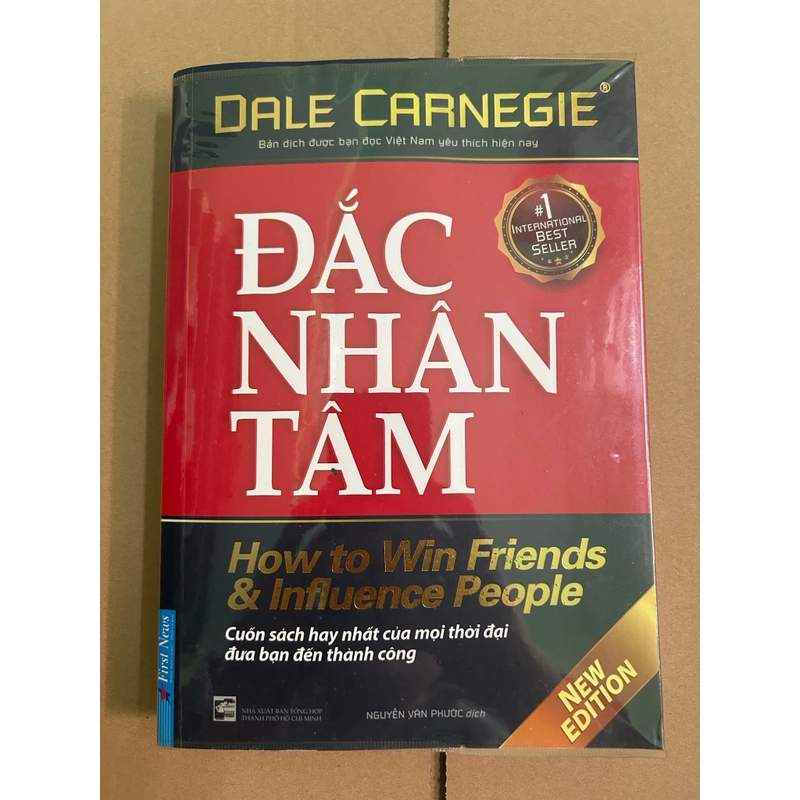 DALE CARNEGIE®
Bản dịch được bạn đọc Việt Nam yêu thích hiện nay
#1
INTERNATIONAL
BEST
SELLER
ĐẮC
NHÂN
TÂM
How to Win Friends
& Influence People
Cuốn sách hay nhất của mọi thời đại
đưa bạn đến thành công
NEW
EDITION
First News
NHÀ XUẤT BẢN TỔNG HỢP
THÀNH PHỐ HỒ CHÍ MINH
NGUYỄN VĂN PHƯỚC dịch